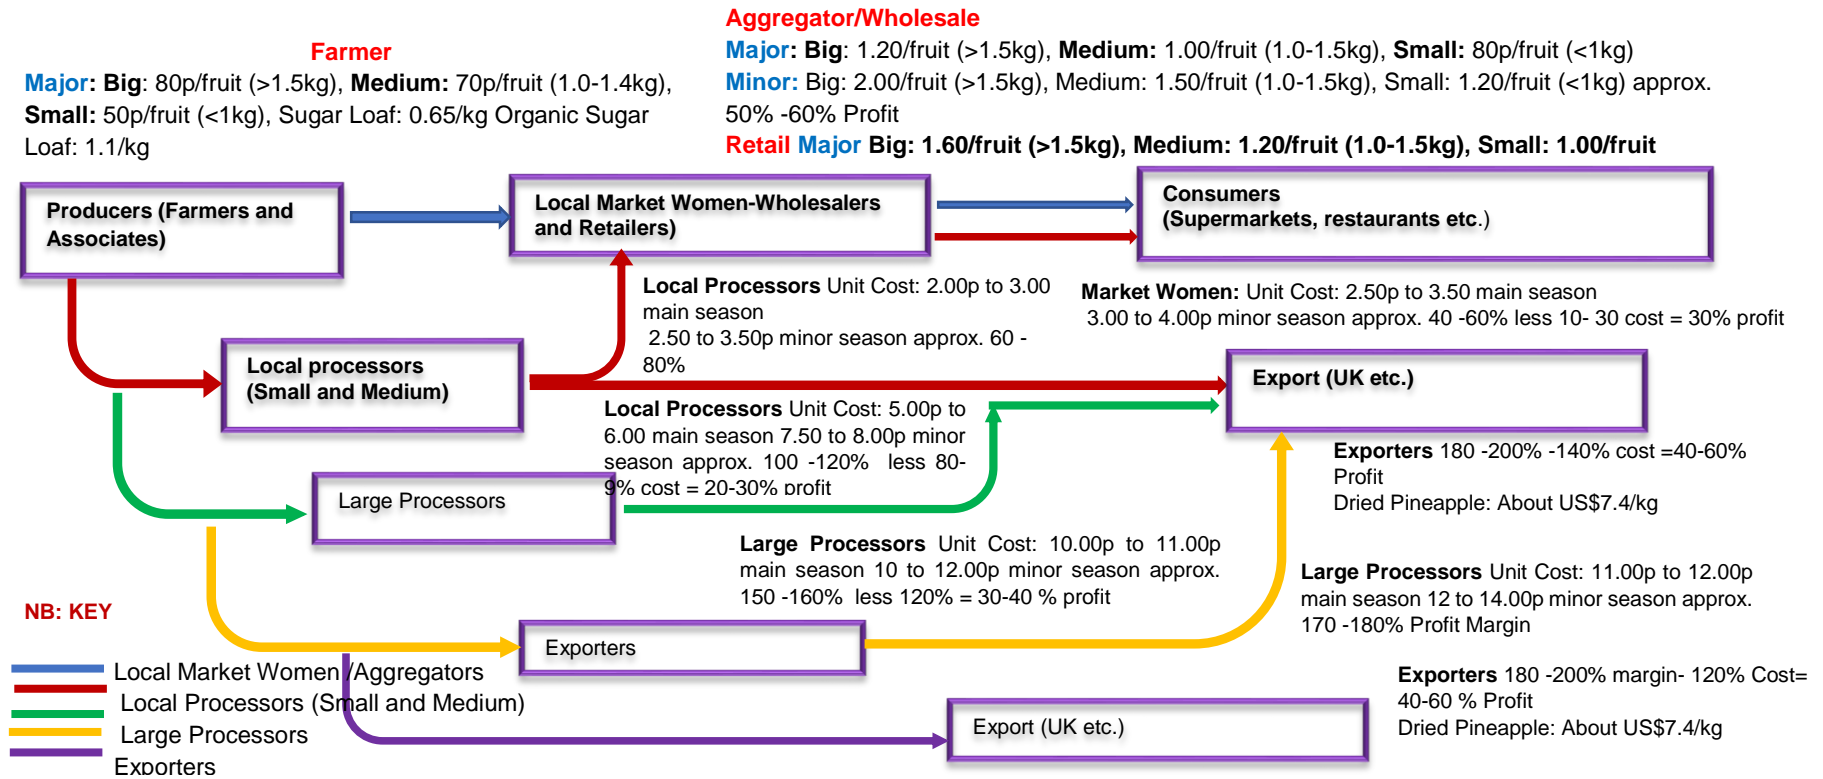 Farmer
Major: Big: 80p/fruit (>1.5kg), Medium: 70p/fruit (1.0-1.4kg),
Small: 50p/fruit (<1kg), Sugar Loaf: 0.65/kg Organic Sugar
Loaf: 1.1/kg
Aggregator/Wholesale
Major: Big: 1.20/fruit (>1.5kg), Medium: 1.00/fruit (1.0-1.5kg), Small: 80p/fruit (<1kg)
Minor: Big: 2.00/fruit (>1.5kg), Medium: 1.50/fruit (1.0-1.5kg), Small: 1.20/fruit (<1kg) approx.
50% -60% Profit
Retail Major Big: 1.60/fruit (>1.5kg), Medium: 1.20/fruit (1.0-1.5kg), Small: 1.00/fruit
Producers (Farmers and
Associates)
Local Market Women-Wholesalers
and Retailers)
Consumers
(Supermarkets, restaurants etc.)
Local Processors Unit Cost: 2.00p to 3.00
main season
2.50 to 3.50p minor season approx. 60 -
80%
Market Women: Unit Cost: 2.50p to 3.50 main season
3.00 to 4.00p minor season approx. 40 -60% less 10- 30 cost = 30% profit
Local processors
(Small and Medium)
Export (UK etc.)
Local Processors Unit Cost: 5.00p to
6.00 main season 7.50 to 8.00p minor
season approx. 100 -120% less 80-
9% cost = 20-30% profit
Exporters 180 -200% -140% cost =40-60%
Profit
Dried Pineapple: About US$7.4/kg
Large Processors
Large Processors Unit Cost: 10.00p to 11.00p
main season 10 to 12.00p minor season approx.
150 -160% less 120% = 30-40 % profit
Large Processors Unit Cost: 11.00p to 12.00p
main season 12 to 14.00p minor season approx.
170 -180% Profit Margin
Exporters
Exporters 180 -200% margin- 120% Cost=
40-60 % Profit
Dried Pineapple: About US$7.4/kg
Export (UK etc.)
NB: KEY
Local Market Women /Aggregators
Local Processors (Small and Medium)
Large Processors
Exporters